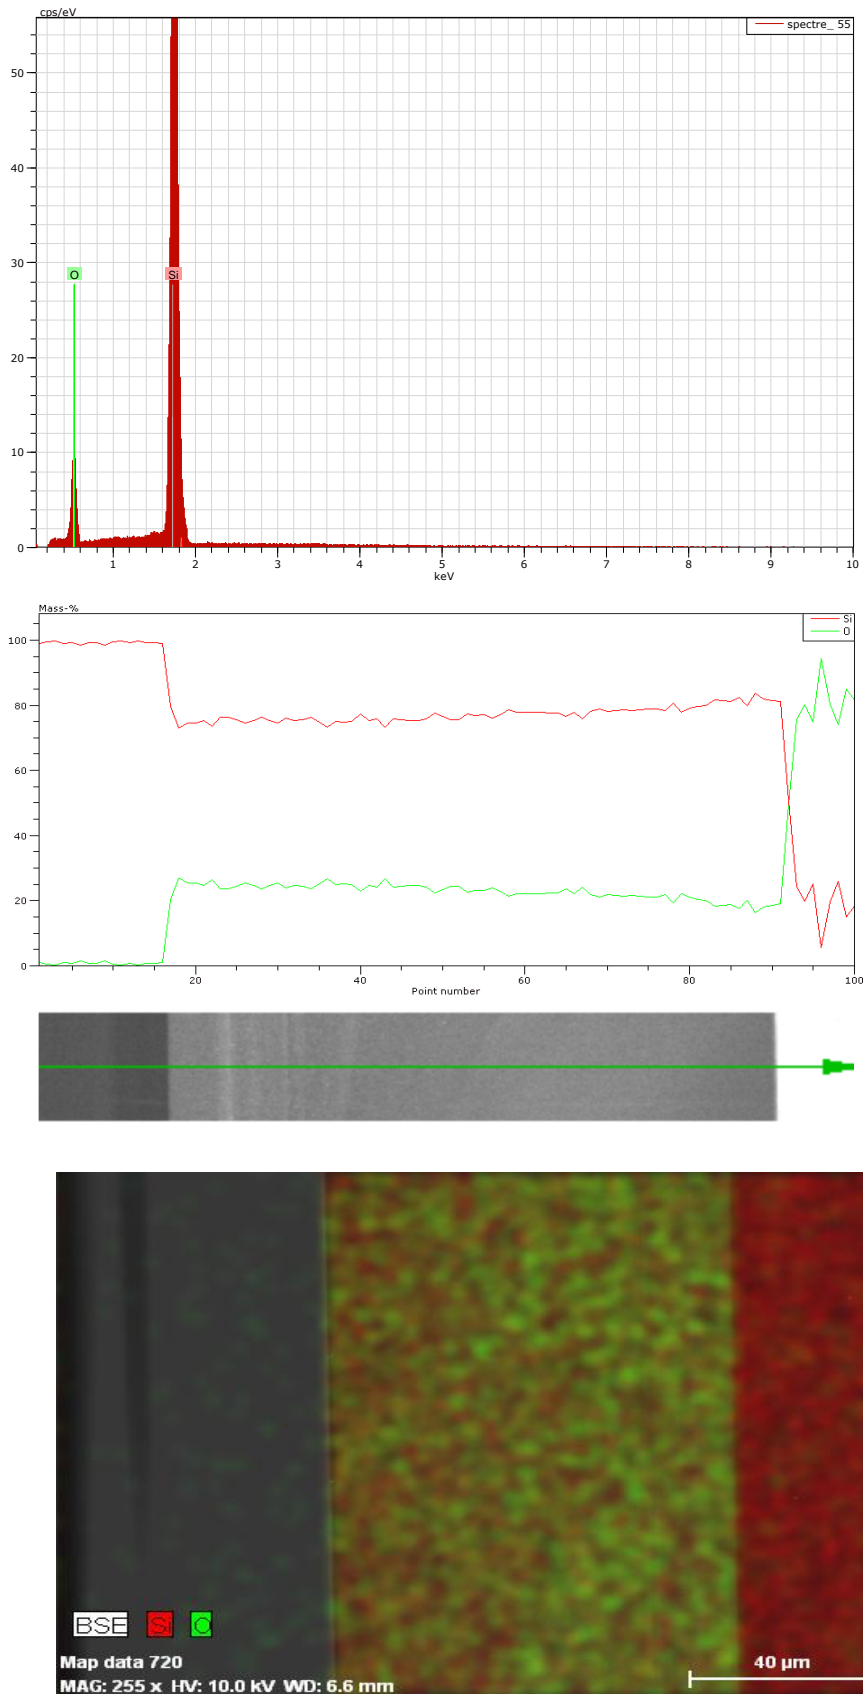 cps/eV
spectre_ 55
50
40
30
20
10
0
O
Si
1 2 3 4 5 6 7 8 9 10
keV
Mass-%
Si
O
100
80
60
40
20
0
20 40 60 80 100
Point number
BSE Si O
Map data 720
MAG: 255 x HV: 10.0 kV WD: 6.6 mm
40 µm